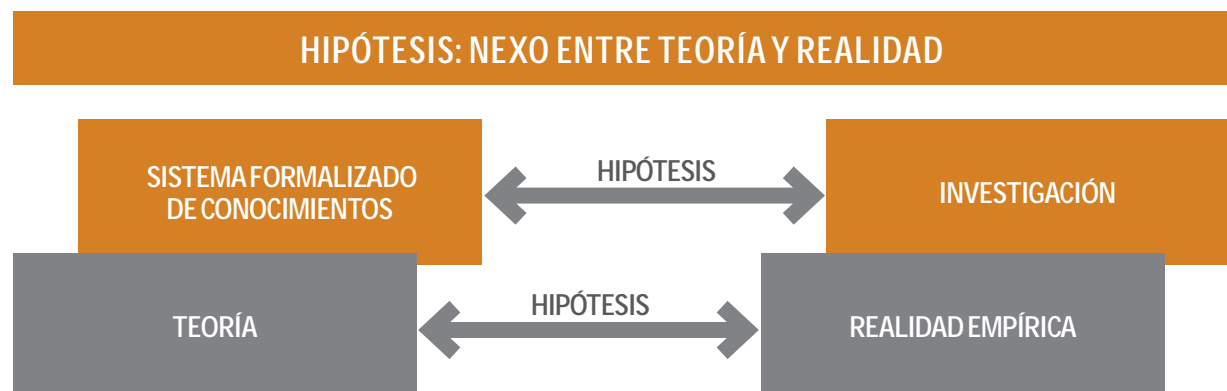 HIPÓTESIS: NEXO ENTRE TEORÍA Y REALIDAD
SISTEMA FORMALIZADO
DE CONOCIMIENTOS
HIPÓTESIS
INVESTIGACIÓN
TEORÍA
HIPÓTESIS
REALIDAD EMPÍRICA